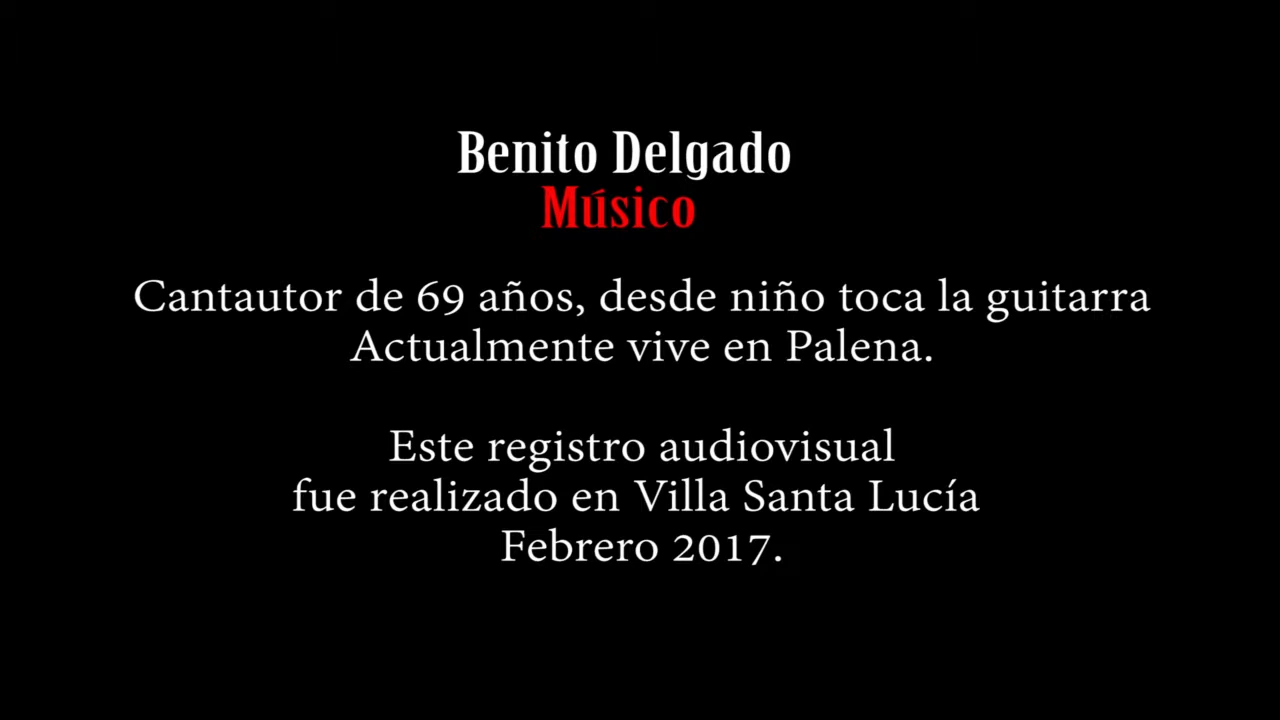 Benito Delgado
Músico
Cantautor de 69 años, desde niño toca la guitarra
Actualmente vive en Palena.
Este registro audiovisual
fue realizado en Villa Santa Lucía
Febrero 2017.